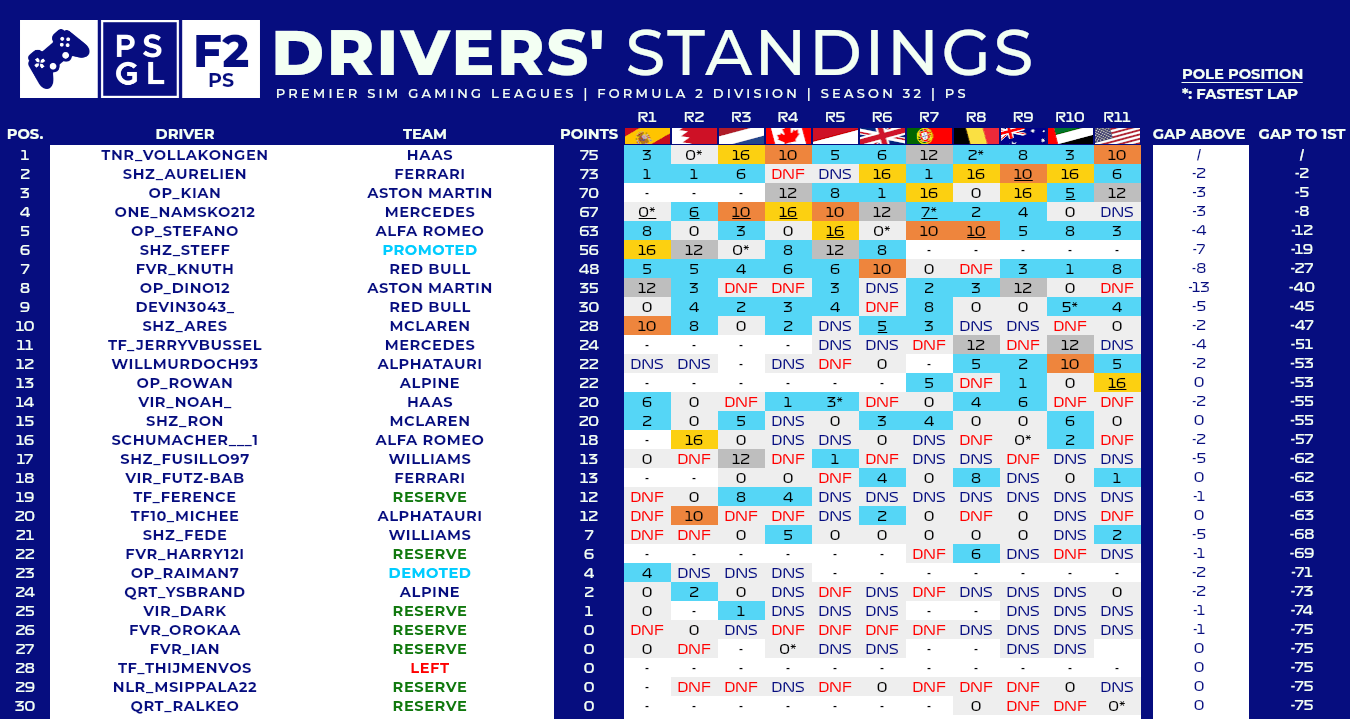 PS GL F2 PS DRIVERS' STANDINGS
PREMIER SIM GAMING LEAGUES | FORMULA 2 DIVISION | SEASON 32 | PS
POLE POSITION
*: FASTEST LAP
R1 R2 R3 R4 R5 R6 R7 R8 R9 R10 R11
POS. DRIVER TEAM POINTS GAP ABOVE GAP TO 1ST
1 TNR_VOLLAKONGEN HAAS 75 3 0* 16 10 5 6 12 2* 8 3 10 / /
2 SHZ_AURELIEN FERRARI 73 1 1 6 DNF DNS 16 1 16 10 16 6 -2 -2
3 OP_KIAN ASTON MARTIN 70 - - - 12 8 1 16 0 16 5 12 -3 -5
4 ONE_NAMSKO212 MERCEDES 67 0* 6 10 16 10 12 7* 2 4 0 DNS -3 -8
5 OP_STEFANO ALFA ROMEO 63 8 0 3 0 16 0* 10 10 5 8 3 -4 -12
6 SHZ_STEFF PROMOTED 56 16 12 0* 8 12 8 - - - - - -7 -19
7 FVR_KNUTH RED BULL 48 5 5 4 6 6 10 0 DNF 3 1 8 -8 -27
8 OP_DINO12 ASTON MARTIN 35 12 3 DNF DNF 3 DNS 2 3 12 0 DNF -13 -40
9 DEVIN3043_ RED BULL 30 0 4 2 3 4 DNF 8 0 0 5* 4 -5 -45
10 SHZ_ARES MCLAREN 28 10 8 0 2 DNS 5 3 DNS DNS DNF 0 -2 -47
11 TF_JERRYVBUSSEL MERCEDES 24 - - - - DNS DNS DNF 12 DNF 12 DNS -4 -51
12 WILLMURDOCH93 ALPHATAURI 22 DNS DNS - DNS DNF 0 - 5 2 10 5 -2 -53
13 OP_ROWAN ALPINE 22 - - - - - - 5 DNF 1 0 16 0 -53
14 VIR_NOAH_ HAAS 20 6 0 DNF 1 3* DNF 0 4 6 DNF DNF -2 -55
15 SHZ_RON MCLAREN 20 2 0 5 DNS 0 3 4 0 0 6 0 0 -55
16 SCHUMACHER___1 ALFA ROMEO 18 - 16 0 DNS DNS 0 DNS DNF 0* 2 DNF -2 -57
17 SHZ_FUSILLO97 WILLIAMS 13 0 DNF 12 DNF 1 DNF DNS DNS DNF DNS DNS -5 -62
18 VIR_FUTZ-BAB FERRARI 13 - - 0 0 DNF 4 0 8 DNS 0 1 0 -62
19 TF_FERENCE RESERVE 12 DNF 0 8 4 DNS DNS DNS DNS DNS DNS DNS -1 -63
20 TF10_MICHEE ALPHATAURI 12 DNF 10 DNF DNF DNS 2 0 DNF 0 DNS DNF 0 -63
21 SHZ_FEDE WILLIAMS 7 DNF DNF 0 5 0 0 0 0 0 DNS 2 -5 -68
22 FVR_HARRY12I RESERVE 6 - - - - - - DNF 6 DNS DNF DNS -1 -69
23 OP_RAIMAN7 DEMOTED 4 4 DNS DNS DNS - - - - - - - -2 -71
24 QRT_YSBRAND ALPINE 2 0 2 0 DNS DNF DNS DNF DNS DNS DNS 0 -2 -73
25 VIR_DARK RESERVE 1 0 - 1 DNS DNS DNS - - DNS DNS DNS -1 -74
26 FVR_OROKAA RESERVE 0 DNF 0 DNS DNF DNF DNF DNF DNS DNS DNS DNS -1 -75
27 FVR_IAN RESERVE 0 0 DNF - 0* DNS DNS - - DNS DNS 0 -75
28 TF_THIJMENVOS LEFT 0 - - - - - - - - - - - 0 -75
29 NLR_MSIPPALA22 RESERVE 0 - DNF DNF DNS DNF 0 DNF DNF DNF 0 DNS 0 -75
30 QRT_RALKEO RESERVE 0 - - - - - - - 0 DNF DNF 0* 0 -75